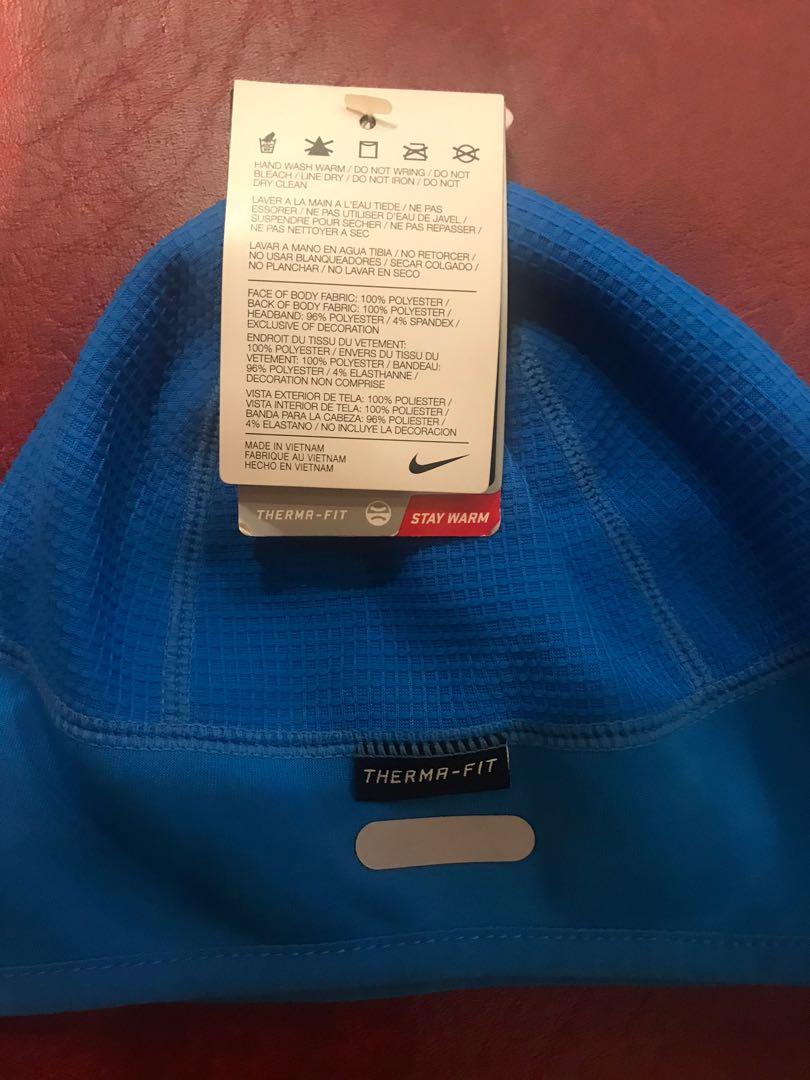 HAND WASH WARM / DO NOT WRING / DO NOT
BLEACH / LINE DRY / DO NOT IRON / DO NOT
DRY CLEAN
LAVER A LA MAIN A L'EAU TIEDE / NE PAS
ESSORER / NE PAS UTILISER D'EAU DE JAVEL /
SUSPENDRE POUR SECHER / NE PAS REPASSER /
NE PAS NETTOYER A SEC
LAVAR A MANO EN AGUA TIBIA / NO RETORCER /
NO USAR BLANQUEADORES / SECAR COLGADO /
NO PLANCHAR / NO LAVAR EN SECO
FACE OF BODY FABRIC: 100% POLYESTER /
BACK OF BODY FABRIC: 100% POLYESTER /
HEADBAND: 96% POLYESTER / 4% SPANDEX /
EXCLUSIVE OF DECORATION
ENDROIT DU TISSU DU VETEMENT:
100% POLYESTER / ENVERS DU TISSU DU
VETEMENT: 100% POLYESTER / BANDEAU:
96% POLYESTER / 4% ELASTHANNE /
DECORATION NON COMPRISE
VISTA EXTERIOR DE TELA: 100% POLIESTER /
VISTA INTERIOR DE TELA: 100% POLIESTER /
BANDA PARA LA CABEZA: 96% POLIESTER /
4% ELASTANO / NO INCLUYE LA DECORACION
MADE IN VIETNAM
FABRIQUE AU VIETNAM
HECHO EN VIETNAM
THERMA-FIT STAY WARM
THERMA-FIT